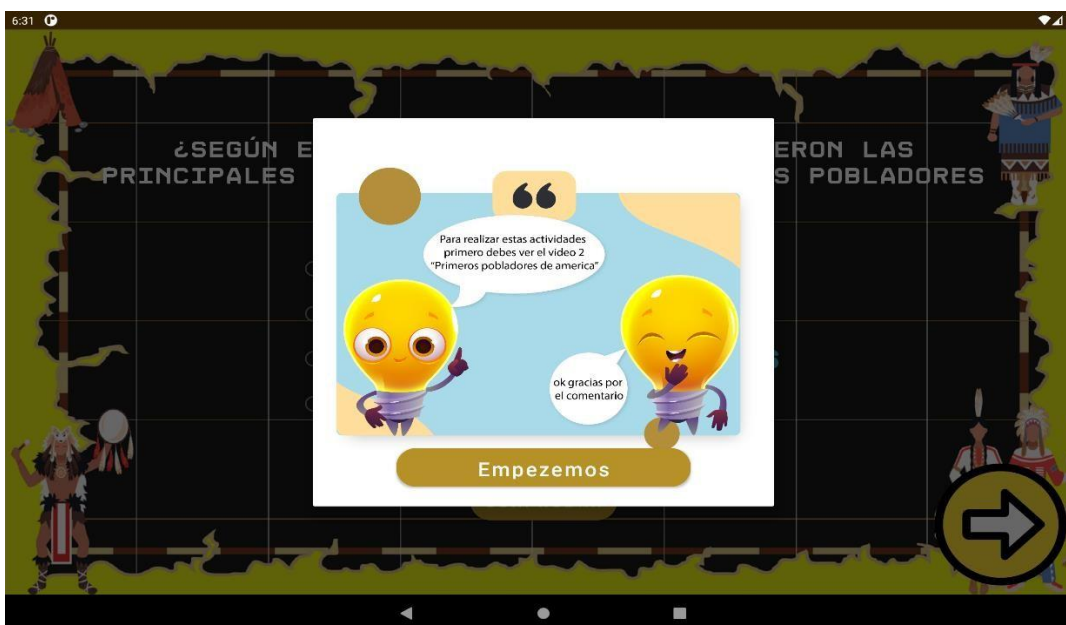 6:31
¿SEGÚN E
ERON LAS
PRINCIPALES
S POBLADORES
Para realizar estas actividades
primero debes ver el video 2
“Primeros pobladores de america”
ok gracias por
el comentario
Empezemos